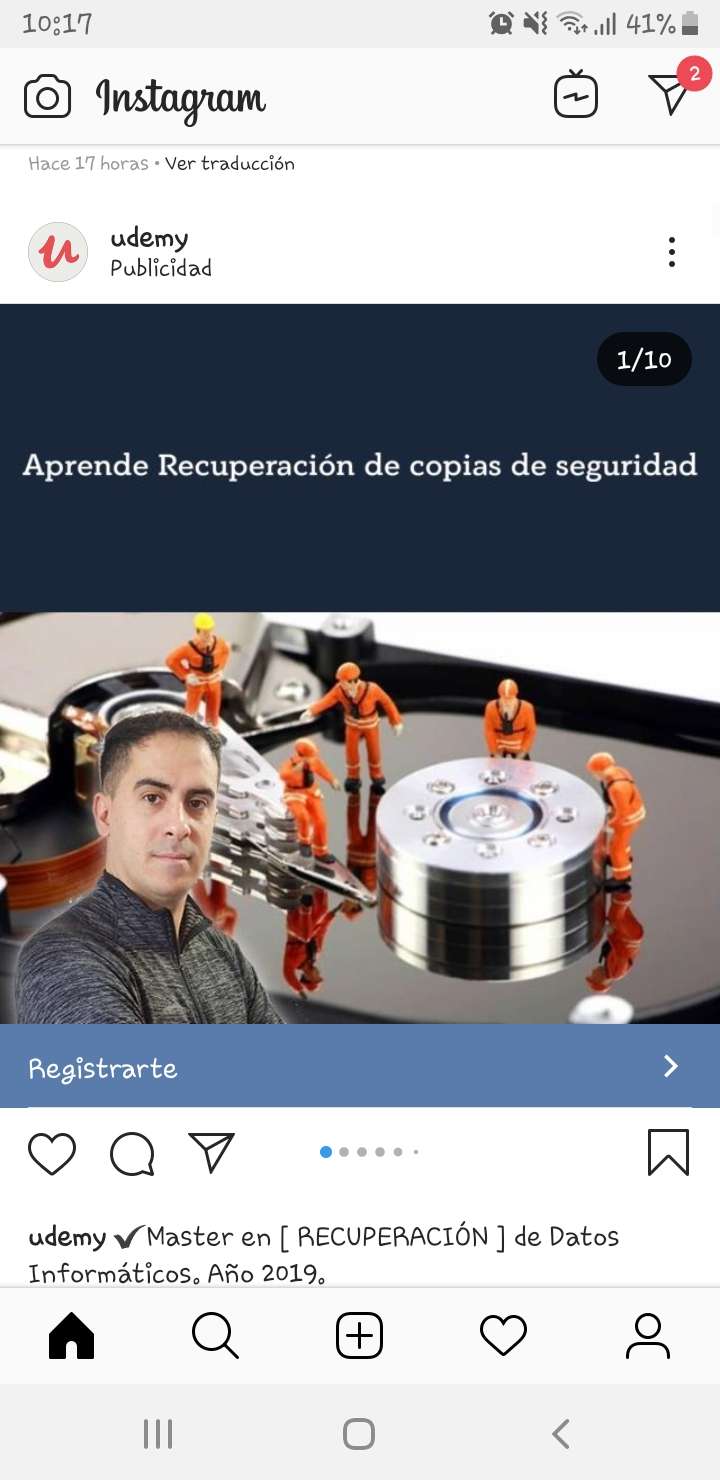 10:17
41%
Instagram
2
Hace 17 horas • Ver traducción
udemy
Publicidad
1/10
Aprende Recuperación de copias de seguridad
Registrarte
udemy ✔Master en [ RECUPERACIÓN ] de Datos
Informáticos. Año 2019.